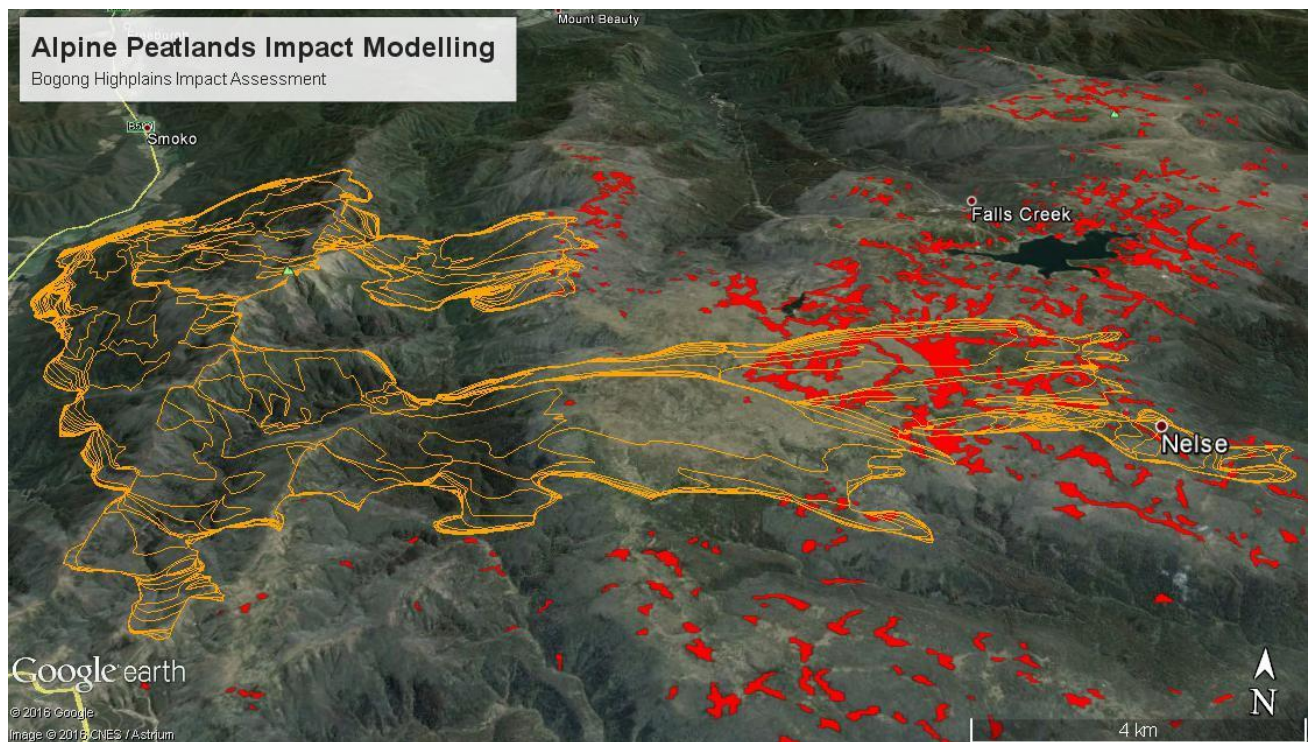 Mount Beauty
Alpine Peatlands Impact Modelling
Bogong Highplains Impact Assessment
Smoko
Falls Creek
Nelse
Google earth
N
© 2016 Google
Image © 2016 CNES / Astrium
4 km